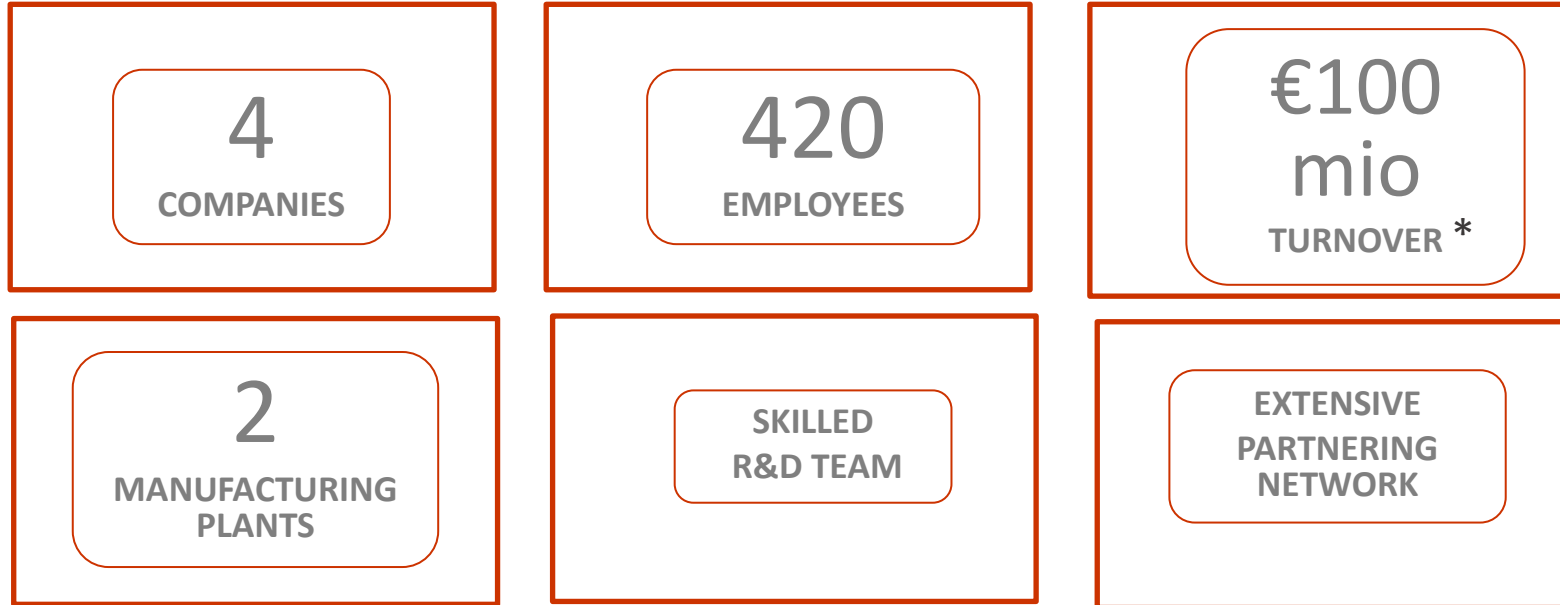 4
COMPANIES
420
EMPLOYEES
€100
mio
TURNOVER *
2
MANUFACTURING
PLANTS
SKILLED
R&D TEAM
EXTENSIVE
PARTNERING
NETWORK